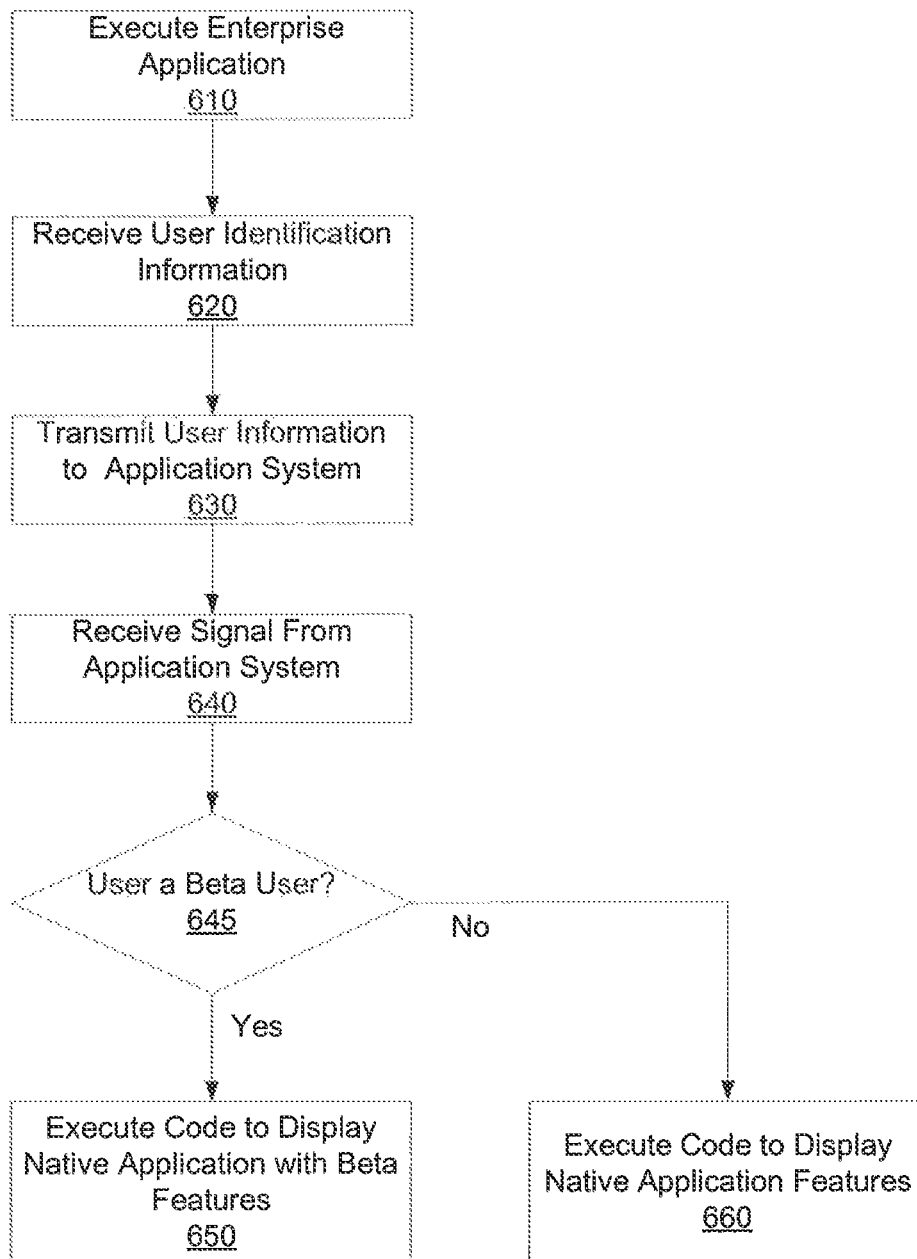 Execute Enterprise
Application
610
Receive User Identification
Information
620
Transmit User Information
to Application System
630
Receive Signal From
Application System
640
User a Beta User?
645
No
Yes
Execute Code to Display
Native Application with Beta
Features
650
Execute Code to Display
Native Application Features
660